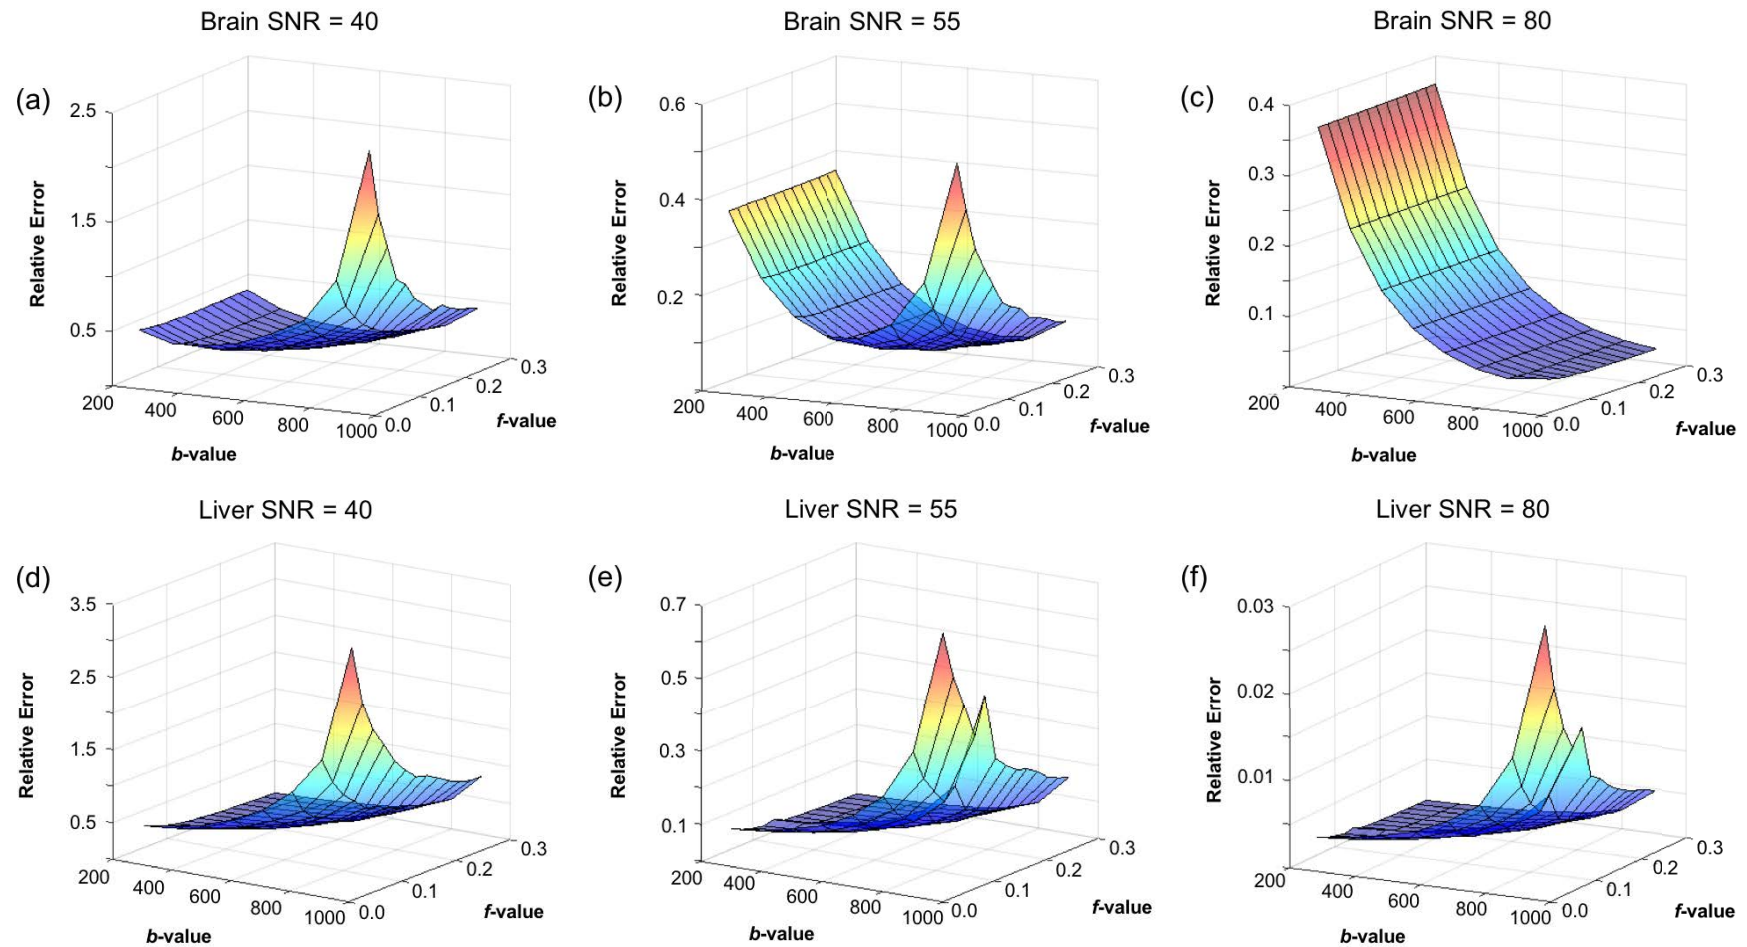 Brain SNR = 40
Brain SNR = 55
Brain SNR = 80
(a)
2.5
1.5
0.5
Relative Error
200
400
600
800
1000
b-value
0.0
0.1
0.2
0.3
f-value
(b)
0.6
0.4
0.2
Relative Error
200
400
600
800
1000
b-value
0.0
0.1
0.2
0.3
f-value
(c)
0.4
0.3
0.2
0.1
Relative Error
200
400
600
800
1000
b-value
0.0
0.1
0.2
0.3
f-value
Liver SNR = 40
Liver SNR = 55
Liver SNR = 80
(d)
3.5
2.5
1.5
0.5
Relative Error
200
400
600
800
1000
b-value
0.0
0.1
0.2
0.3
f-value
(e)
0.7
0.5
0.3
0.1
Relative Error
200
400
600
800
1000
b-value
0.0
0.1
0.2
0.3
f-value
(f)
0.03
0.02
0.01
Relative Error
200
400
600
800
1000
b-value
0.0
0.1
0.2
0.3
f-value